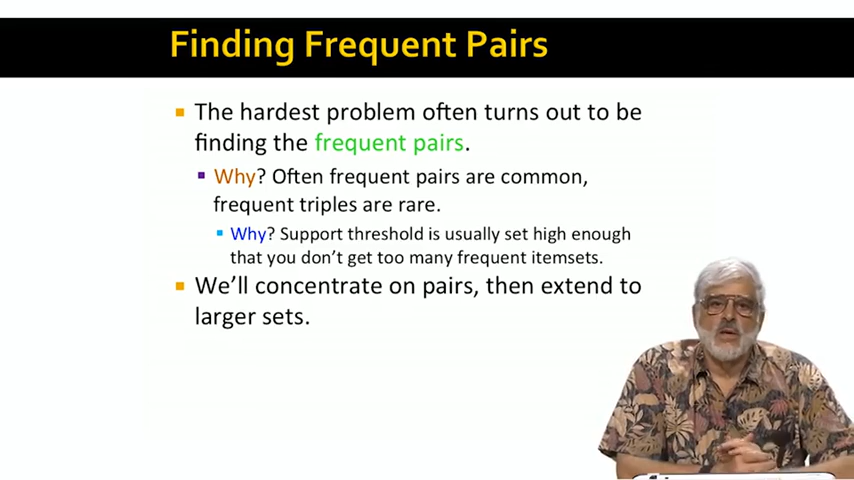 Finding Frequent Pairs
▪ The hardest problem often turns out to be
finding the frequent pairs.
▪ Why? Often frequent pairs are common,
frequent triples are rare.
▪ Why? Support threshold is usually set high enough
that you don't get too many frequent itemsets.
▪ We'll concentrate on pairs, then extend to
larger sets.